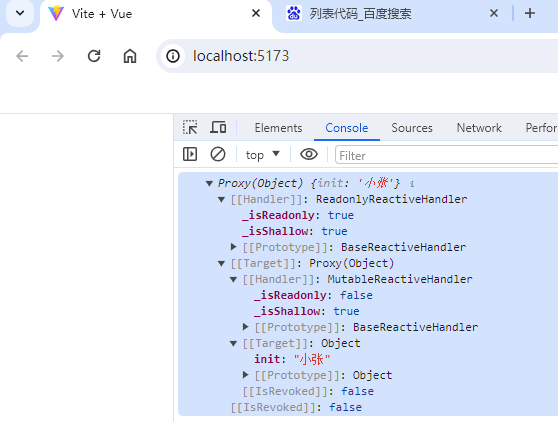 Vite + Vue
列表代码_百度搜索
localhost:5173
Elements Console Sources Network Perfor
top Filter
Proxy(Object) {init: '小张'} i
[[Handler]]: ReadonlyReactiveHandler
_isReadonly: true
_isShallow: true
[[Prototype]]: BaseReactiveHandler
[[Target]]: Proxy(Object)
[[Handler]]: MutableReactiveHandler
_isReadonly: false
_isShallow: true
[[Prototype]]: BaseReactiveHandler
[[Target]]: Object
init: "小张"
[[Prototype]]: Object
[[IsRevoked]]: false
[[IsRevoked]]: false